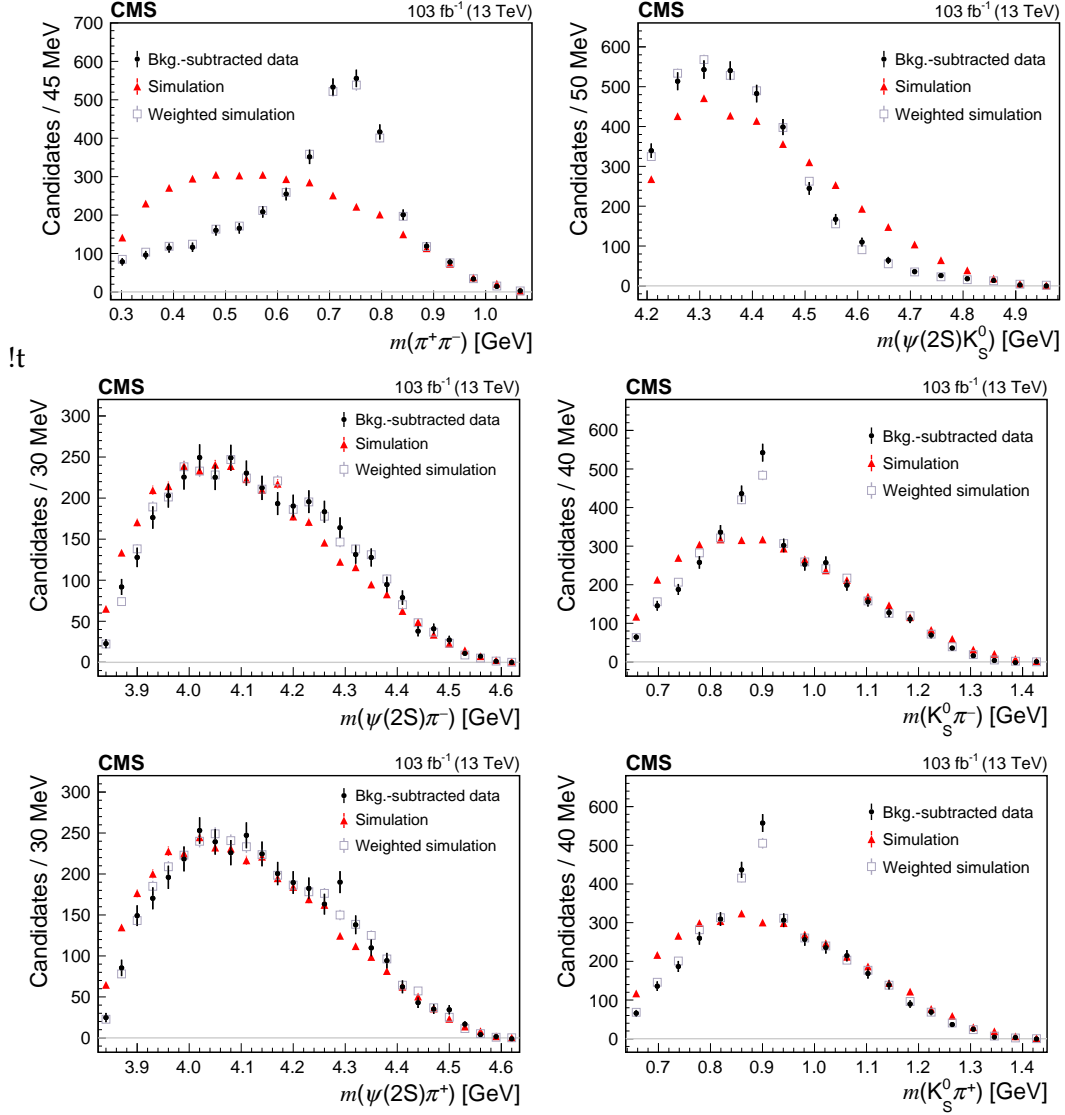 CMS 103 fb⁻¹ (13 TeV)
Candidates / 45 MeV
700
600
500
400
300
200
100
0
Bkg.-subtracted data
Simulation
Weighted simulation
0.3 0.4 0.5 0.6 0.7 0.8 0.9 1.0
m(π⁺π⁻) [GeV]
CMS 103 fb⁻¹ (13 TeV)
Candidates / 50 MeV
600
500
400
300
200
100
0
Bkg.-subtracted data
Simulation
Weighted simulation
4.2 4.3 4.4 4.5 4.6 4.7 4.8 4.9
m(ψ(2S)K⁰_S) [GeV]
!t
CMS 103 fb⁻¹ (13 TeV)
Candidates / 30 MeV
300
250
200
150
100
50
0
Bkg.-subtracted data
Simulation
Weighted simulation
3.9 4.0 4.1 4.2 4.3 4.4 4.5 4.6
m(ψ(2S)π⁻) [GeV]
CMS 103 fb⁻¹ (13 TeV)
Candidates / 40 MeV
600
500
400
300
200
100
0
Bkg.-subtracted data
Simulation
Weighted simulation
0.7 0.8 0.9 1.0 1.1 1.2 1.3 1.4
m(K⁰_Sπ⁻) [GeV]
CMS 103 fb⁻¹ (13 TeV)
Candidates / 30 MeV
300
250
200
150
100
50
0
Bkg.-subtracted data
Simulation
Weighted simulation
3.9 4.0 4.1 4.2 4.3 4.4 4.5 4.6
m(ψ(2S)π⁺) [GeV]
CMS 103 fb⁻¹ (13 TeV)
Candidates / 40 MeV
600
500
400
300
200
100
0
Bkg.-subtracted data
Simulation
Weighted simulation
0.7 0.8 0.9 1.0 1.1 1.2 1.3 1.4
m(K⁰_Sπ⁺) [GeV]